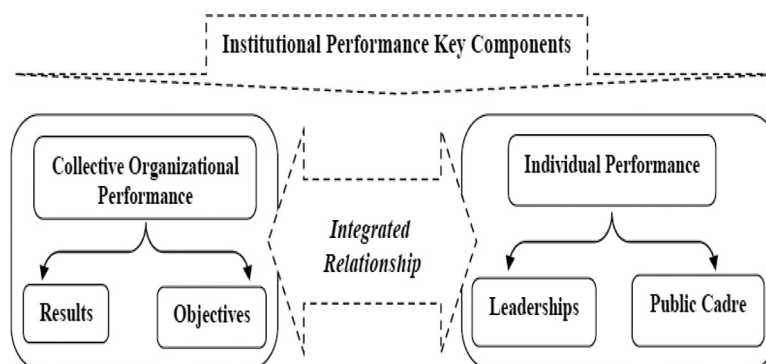 Institutional Performance Key Components
Collective Organizational
Performance
Results
Objectives
Integrated
Relationship
Individual Performance
Leaderships
Public Cadre